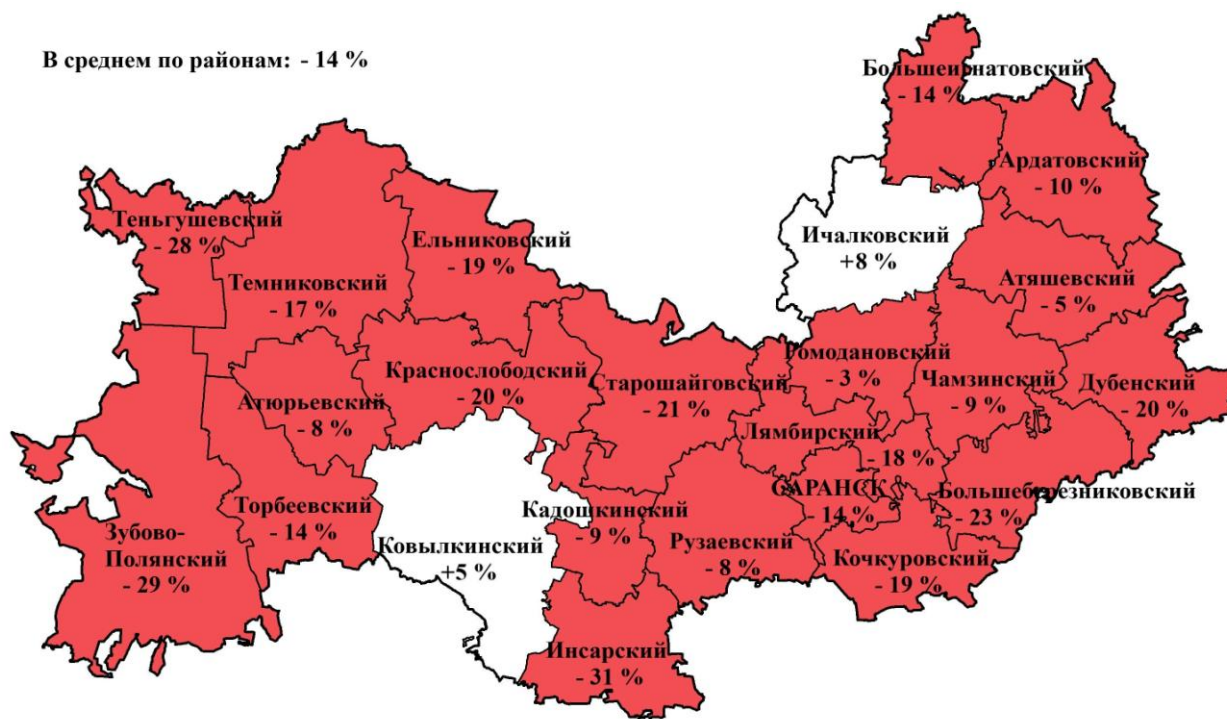 В среднем по районам: - 14 %
Большеигнатовский
- 14 %
Ардатовский
- 10 %
Теньгушевский
- 28 %
Ельниковский
- 19 %
Ичалковский
+8 %
Темниковский
- 17 %
Атяшевский
- 5 %
Ромодановский
- 3 %
Краснослободский
- 20 %
Старошайговский
- 21 %
Чамзинский
- 9 %
Дубенский
- 20 %
Атюрьевский
- 8 %
Лямбирский
- 18 %
САРАНСК
- 14 %
Большеберезниковский
- 23 %
Торбеевский
- 14 %
Кадошкинский
- 9 %
Зубово-
Полянский
- 29 %
Ковылкинский
+5 %
Рузаевский
- 8 %
Кочкуровский
- 19 %
Инсарский
- 31 %